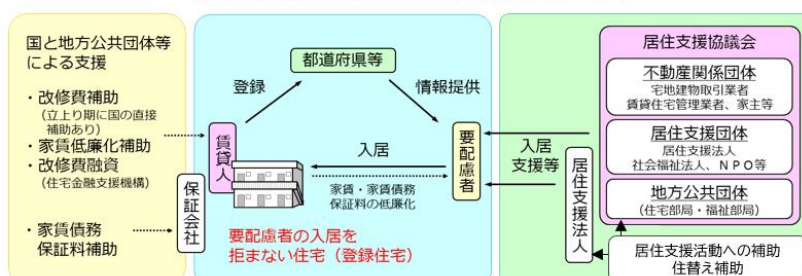 国と地方公共団体等
による支援
・改修費補助
（立上り期に国の直接
補助あり）
・家賃低廉化補助
・改修費融資
（住宅金融支援機構）
・家賃債務
保証料補助
保証会社
都道府県等
登録
情報提供
賃貸人
入居
家賃・家賃債務
保証料の低廉化
要配慮者
要配慮者の入居を
拒まない住宅（登録住宅）
入居
支援等
居住支援法人
居住支援協議会
不動産関係団体
宅地建物取引業者
賃貸住宅管理業者、家主等
居住支援団体
居住支援法人
社会福祉法人、ＮＰＯ等
地方公共団体
（住宅部局・福祉部局）
居住支援活動への補助
住替え補助